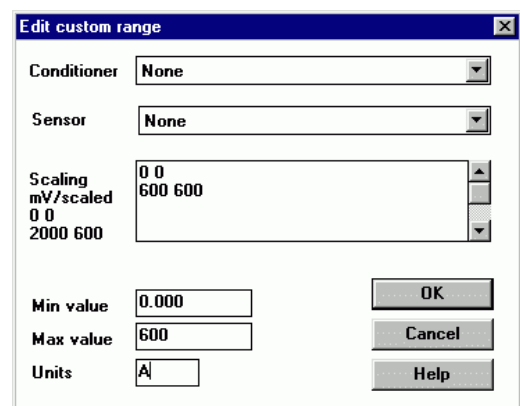 Edit custom range
Conditioner
None
Sensor
None
Scaling
mV/scaled
0 0
2000 600
0 0
600 600
Min value
0.000
Max value
600
Units
A
OK
Cancel
Help